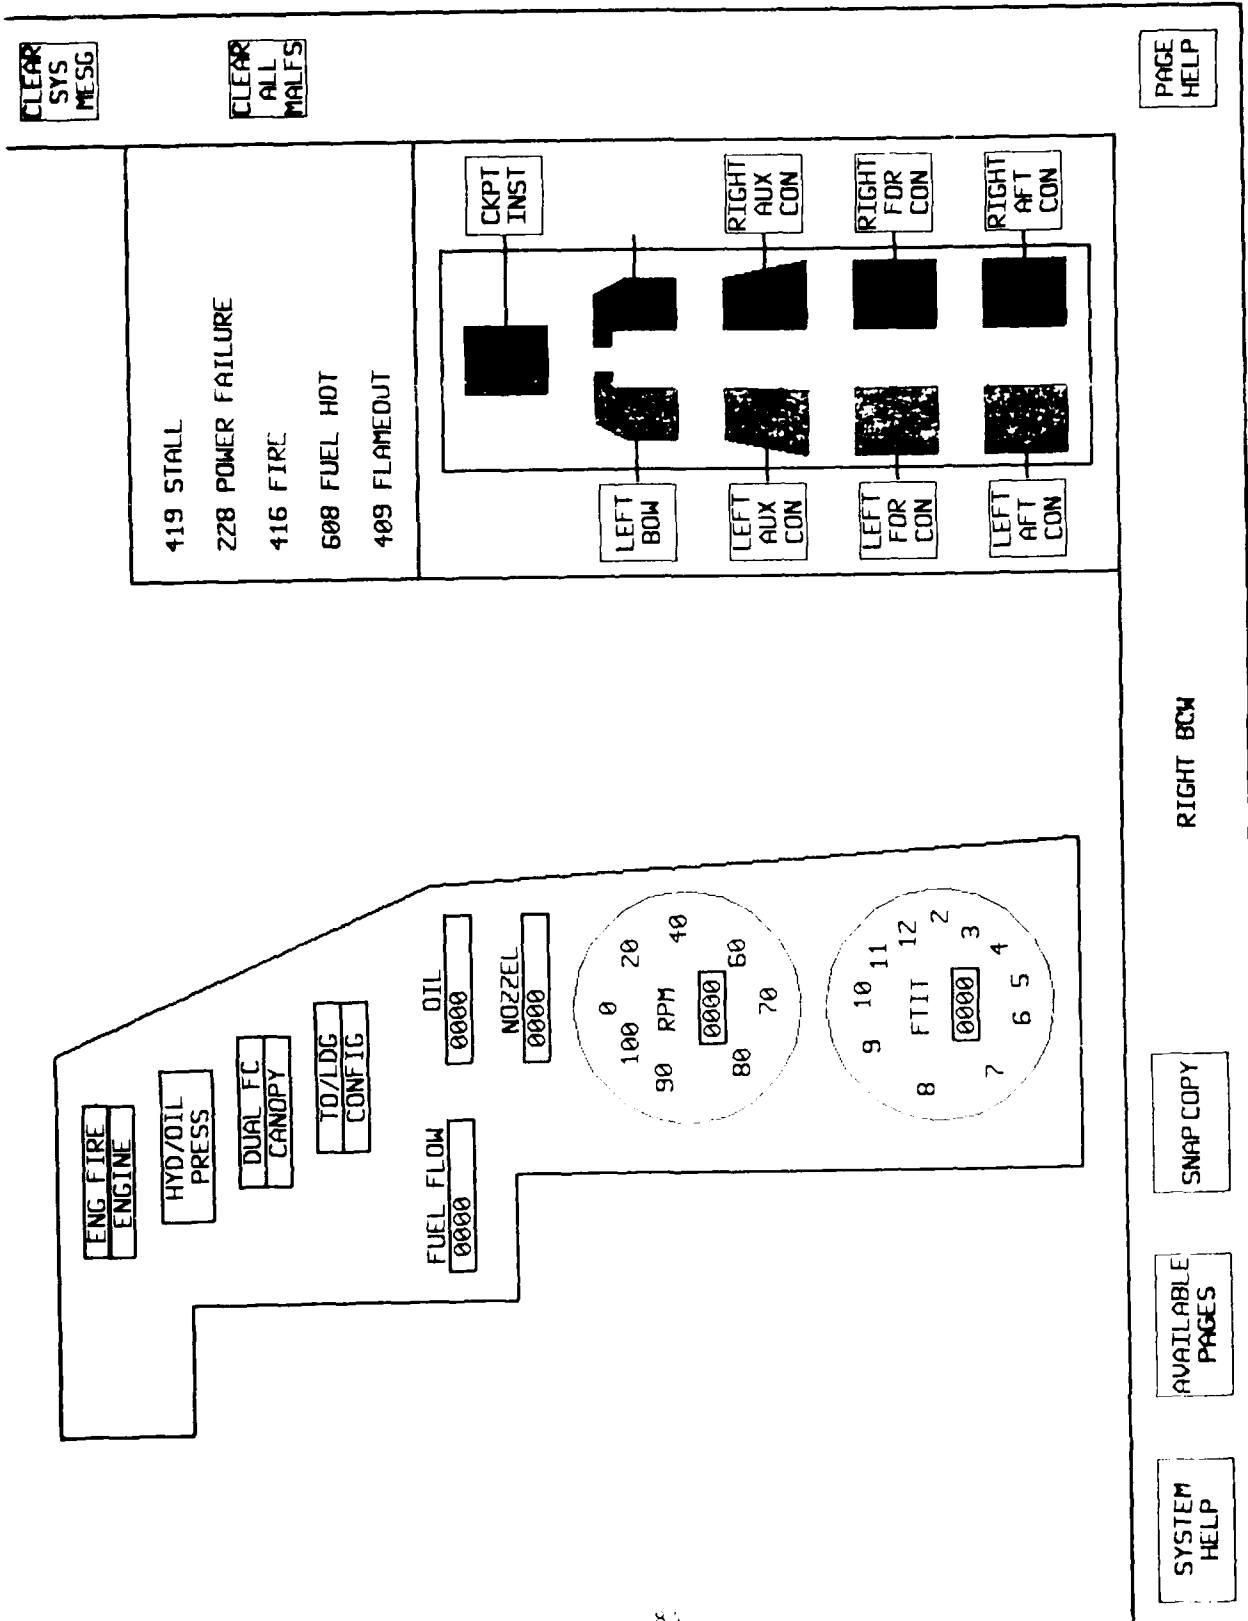 CLEAR
SYS
MESG
CLEAR
ALL
MALFS
ENG FIRE
ENGINE
HYD/OIL
PRESS
DUAL FC
CANOPY
TO/LDG
CONFIG
FUEL FLOW
0000
OIL
0000
NOZZEL
0000
0
100 20
90 RPM 40
0000
80 60
70
10
9 11
12
8 FTIT 2
0000 3
7 4
6 5
419 STALL
228 POWER FAILURE
416 FIRE
608 FUEL HOT
409 FLAMEOUT
CKPT
INST
LEFT
BOW
LEFT
AUX
CON
RIGHT
AUX
CON
LEFT
FOR
CON
RIGHT
FOR
CON
LEFT
AFT
CON
RIGHT
AFT
CON
SYSTEM
HELP
AVAILABLE
PAGES
SNAP COPY
RIGHT BCW
PAGE
HELP